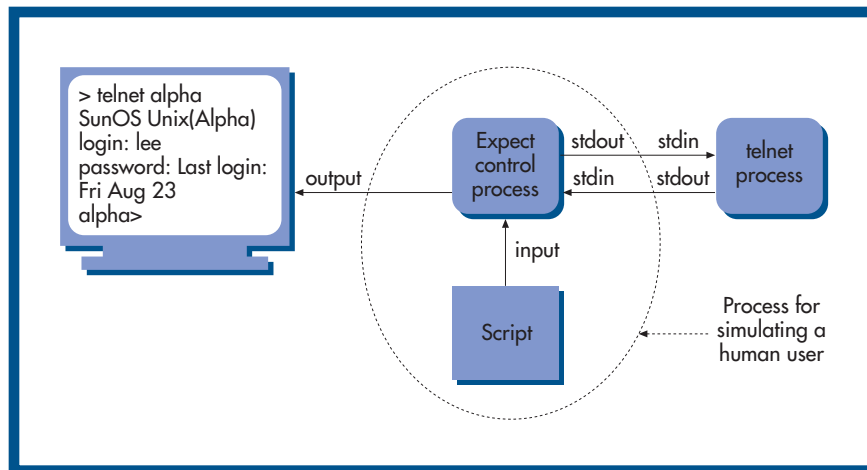 > telnet alpha
SunOS Unix(Alpha)
login: lee
password: Last login:
Fri Aug 23
alpha>
output
Expect
control
process
stdout
stdin
stdin
stdout
telnet
process
input
Script
Process for
simulating a
human user